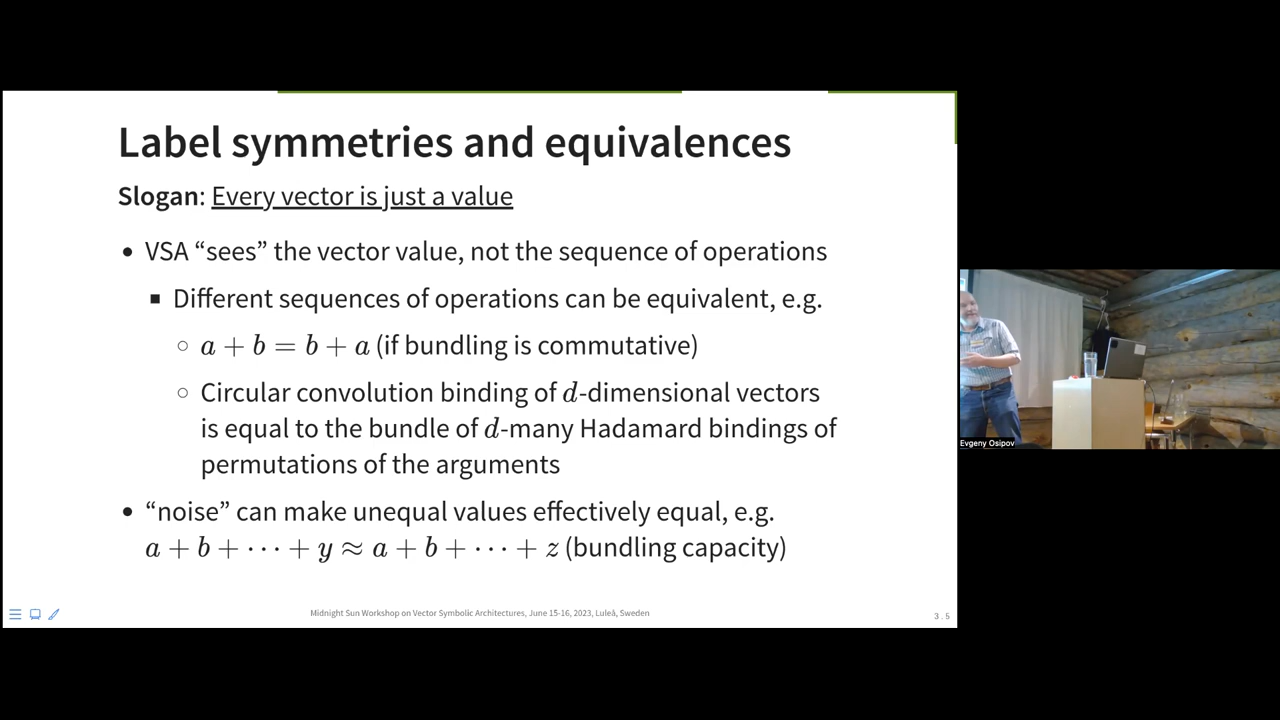 Label symmetries and equivalences
Slogan: Every vector is just a value
• VSA “sees” the vector value, not the sequence of operations
▪ Different sequences of operations can be equivalent, e.g.
○ a + b = b + a (if bundling is commutative)
○ Circular convolution binding of d-dimensional vectors
is equal to the bundle of d-many Hadamard bindings of
permutations of the arguments
• “noise” can make unequal values effectively equal, e.g.
a + b + ⋯ + y ≈ a + b + ⋯ + z (bundling capacity)
Midnight Sun Workshop on Vector Symbolic Architectures, June 15-16, 2023, Luleå, Sweden
3 . 5
Evgeny Osipov